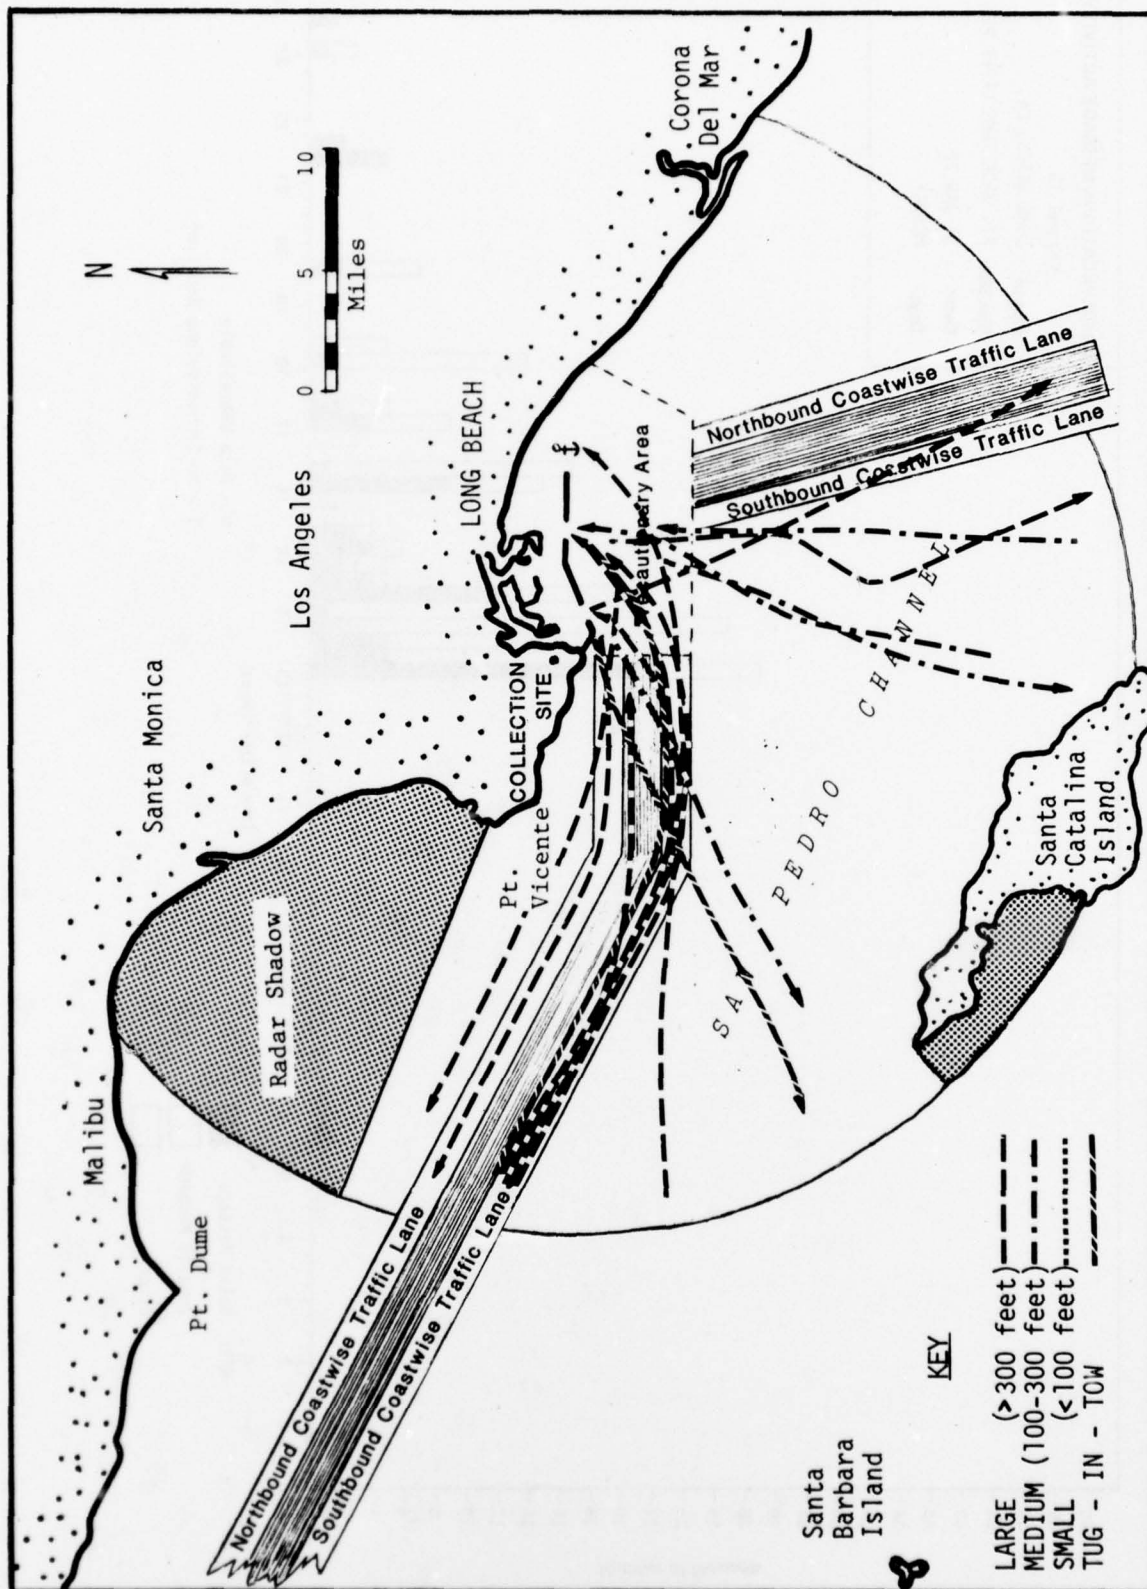 N
0 5 10
Miles
Malibu
Santa Monica
Los Angeles
LONG BEACH
Corona
Del Mar
Pt. Dume
Radar Shadow
Pt.
Vicente
COLLECTION
SITE
Northbound Coastwise Traffic Lane
Southbound Coastwise Traffic Lane
Cautionary Area
Northbound Coastwise Traffic Lane
Southbound Coastwise Traffic Lane
SAN PEDRO CHANNEL
Santa
Catalina
Island
Santa
Barbara
Island
KEY
LARGE (>300 feet)
MEDIUM (100-300 feet)
SMALL (<100 feet)
TUG - IN - TOW